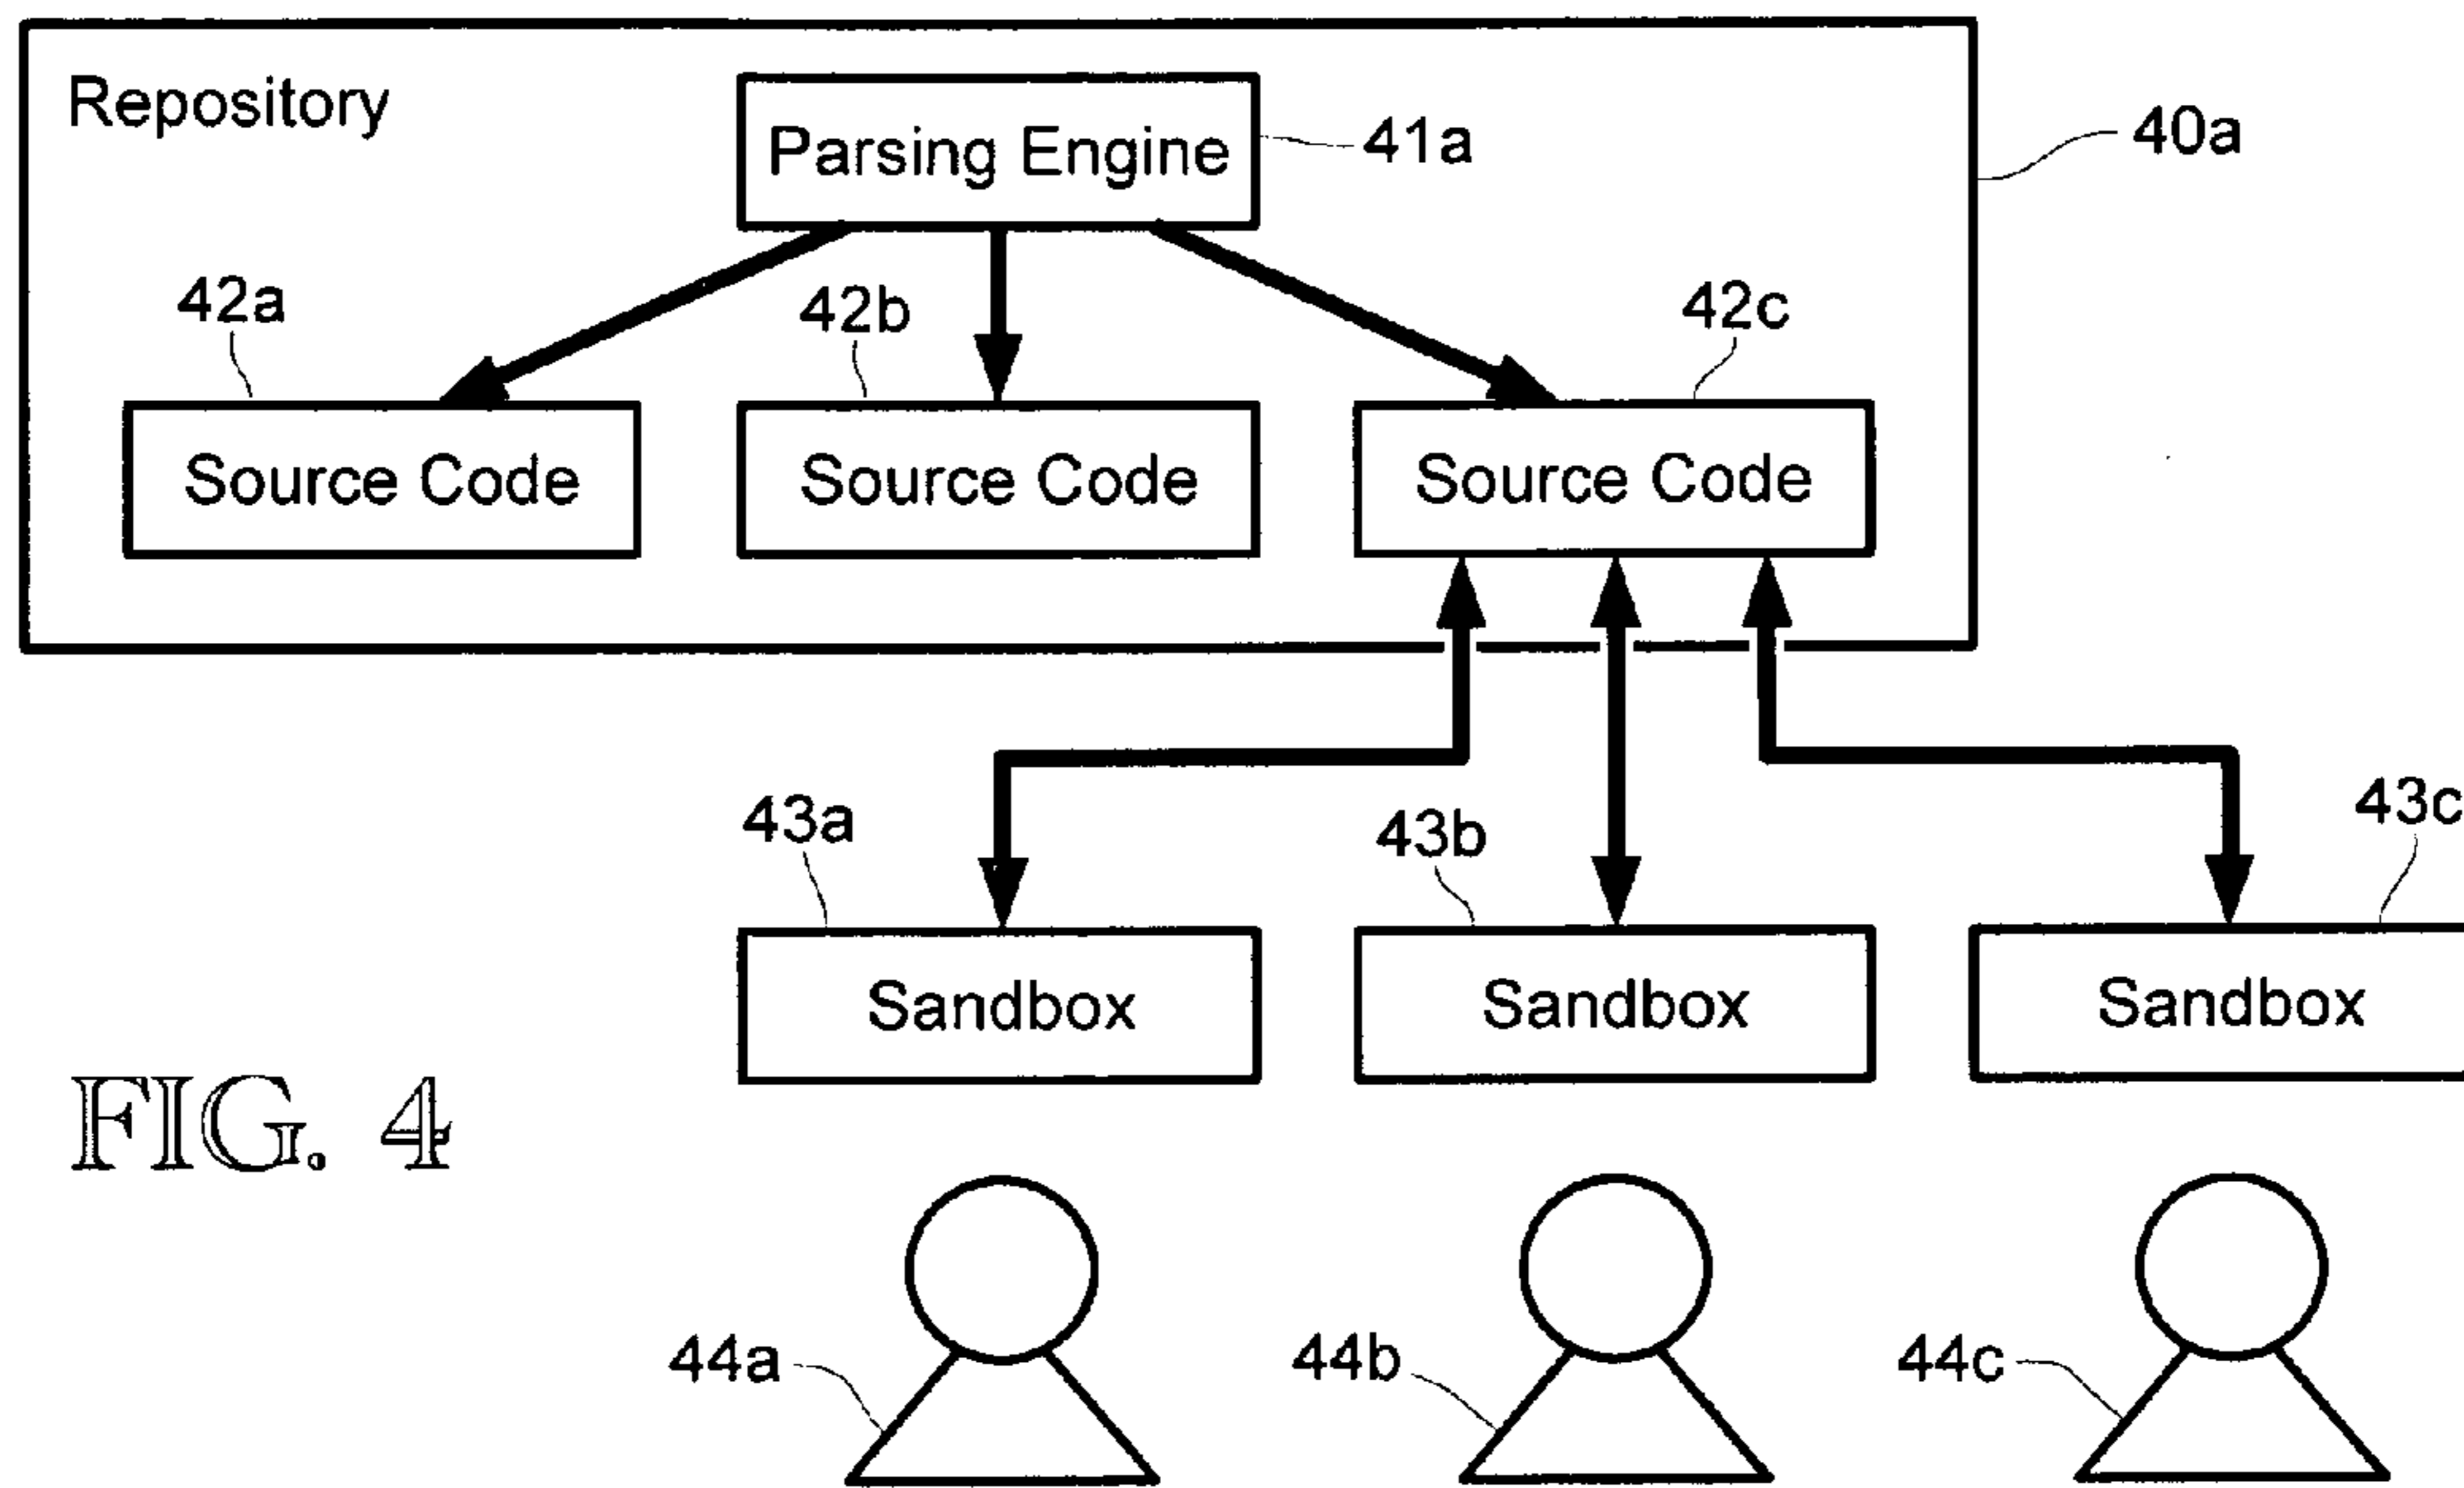 Repository
Parsing Engine
41a
40a
42a
42b
42c
Source Code
Source Code
Source Code
43a
43b
43c
Sandbox
Sandbox
Sandbox
FIG. 4
44a
44b
44c